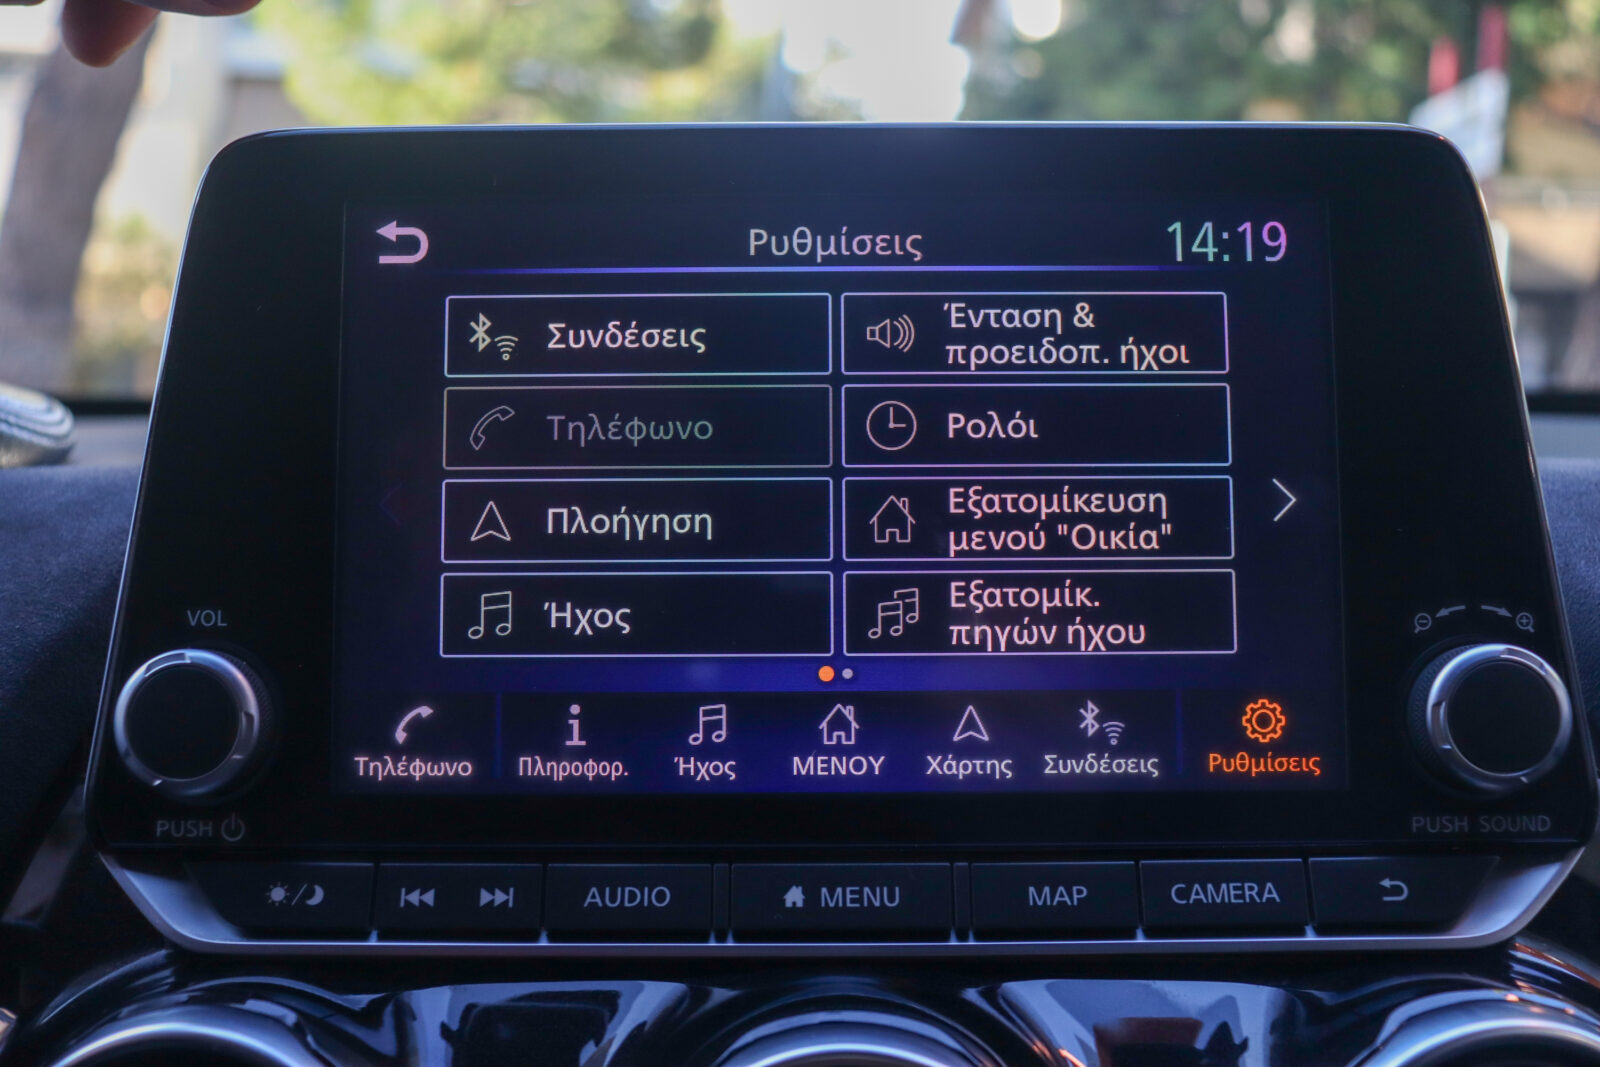 Ρυθμίσεις
14:19
Συνδέσεις
Ένταση &
προειδοπ. ήχοι
Τηλέφωνο
Ρολόι
Πλοήγηση
Εξατομίκευση
μενού "Οικία"
Ήχος
Εξατομίκ.
πηγών ήχου
Τηλέφωνο
Πληροφορ.
Ήχος
ΜΕΝΟΥ
Χάρτης
Συνδέσεις
Ρυθμίσεις
VOL
PUSH
PUSH SOUND
AUDIO
MENU
MAP
CAMERA